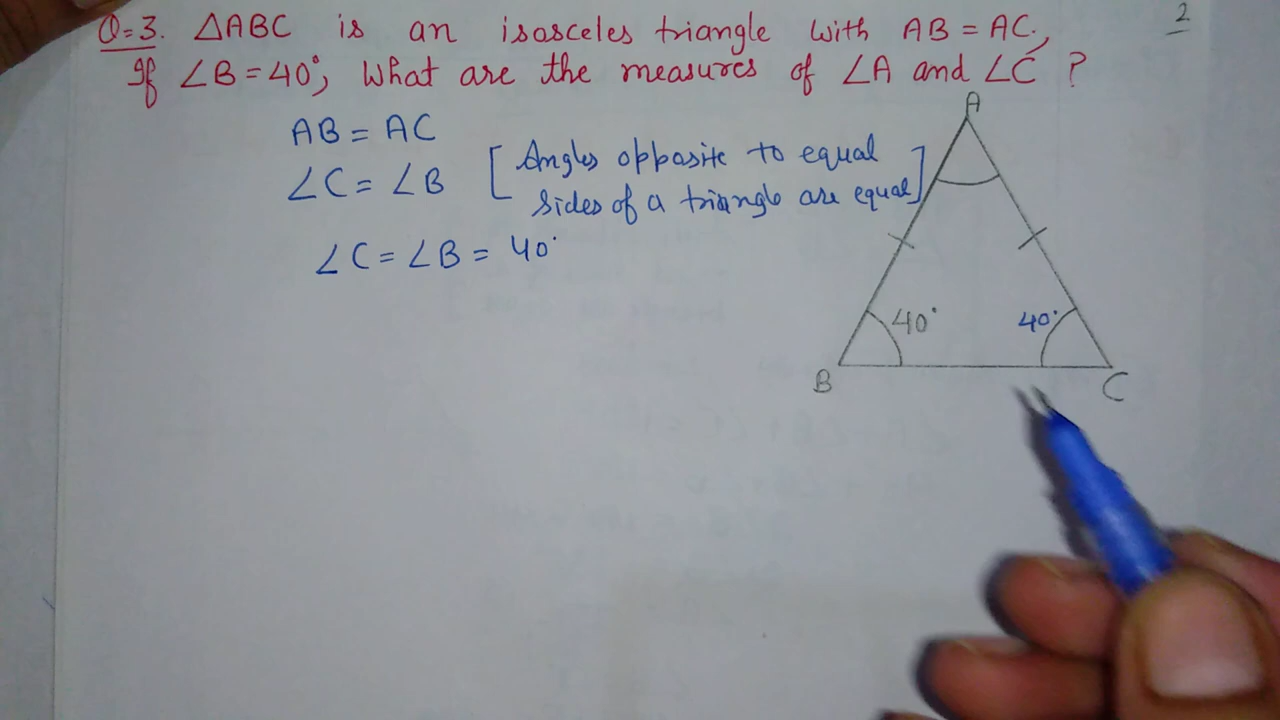 2
Q=3. △ABC is an isosceles triangle with AB = AC.,
If ∠B = 40°, What are the measures of ∠A and ∠C ?
AB = AC
∠C = ∠B [Angles opposite to equal
sides of a triangle are equal]
∠C = ∠B = 40°
A
40° 40°
B C